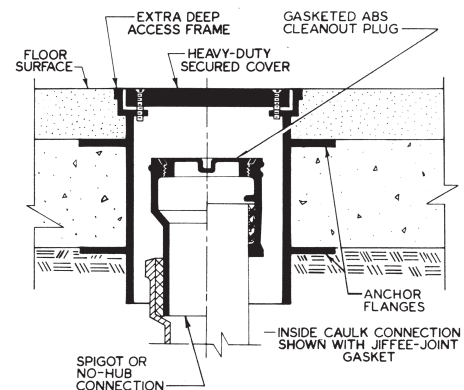 EXTRA DEEP
ACCESS FRAME
GASKETED ABS
CLEANOUT PLUG
FLOOR
SURFACE
HEAVY-DUTY
SECURED COVER
ANCHOR
FLANGES
INSIDE CAULK CONNECTION
SHOWN WITH JIFFEE-JOINT
GASKET
SPIGOT OR
NO-HUB
CONNECTION